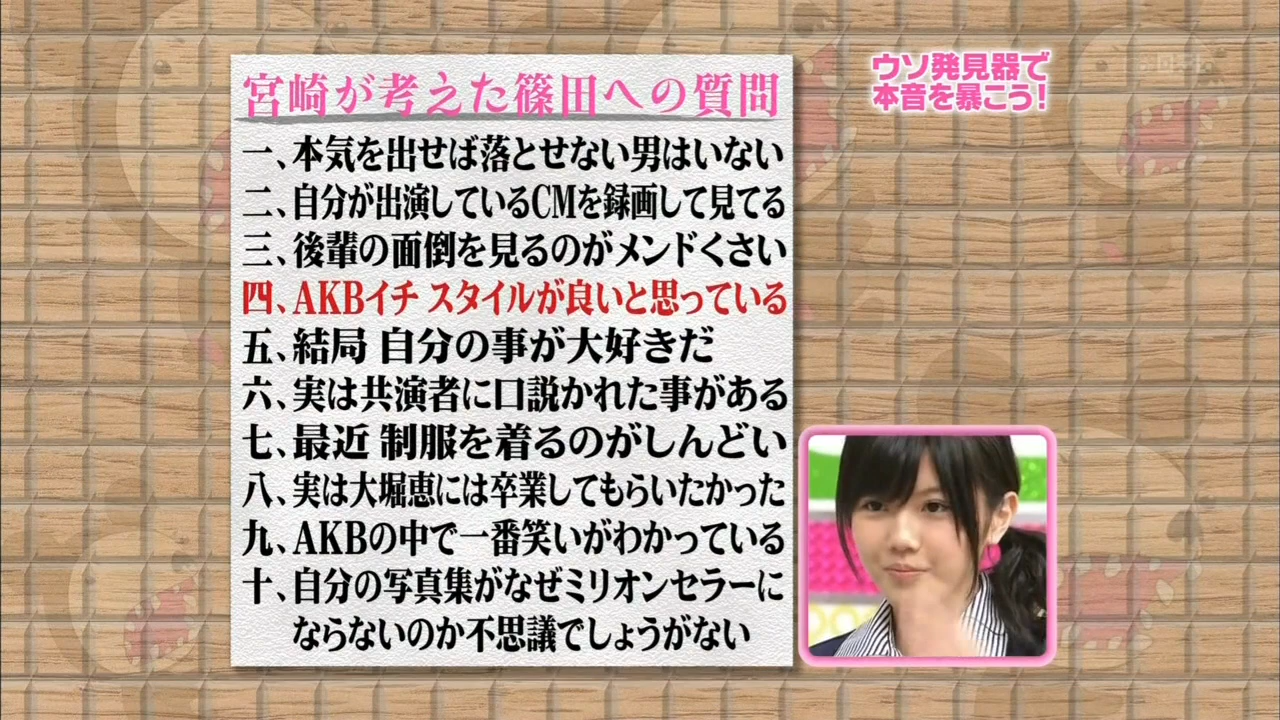 宮崎が考えた篠田への質問
一、本気を出せば落とせない男はいない
二、自分が出演しているCMを録画して見てる
三、後輩の面倒を見るのがメンドくさい
四、AKBイチ スタイルが良いと思っている
五、結局 自分の事が大好きだ
六、実は共演者に口説かれた事がある
七、最近 制服を着るのがしんどい
八、実は大堀恵には卒業してもらいたかった
九、AKBの中で一番笑いがわかっている
十、自分の写真集がなぜミリオンセラーに
ならないのか不思議でしょうがない
ウソ発見器で
本音を暴こう!